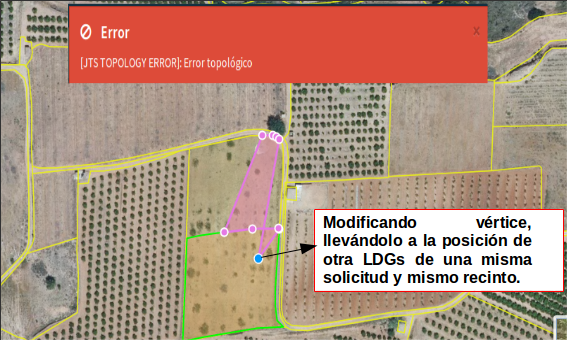 Error
x
[JTS TOPOLOGY ERROR]: Error topológico
Modificando vértice,
llevándolo a la posición de
otra LDGs de una misma
solicitud y mismo recinto.